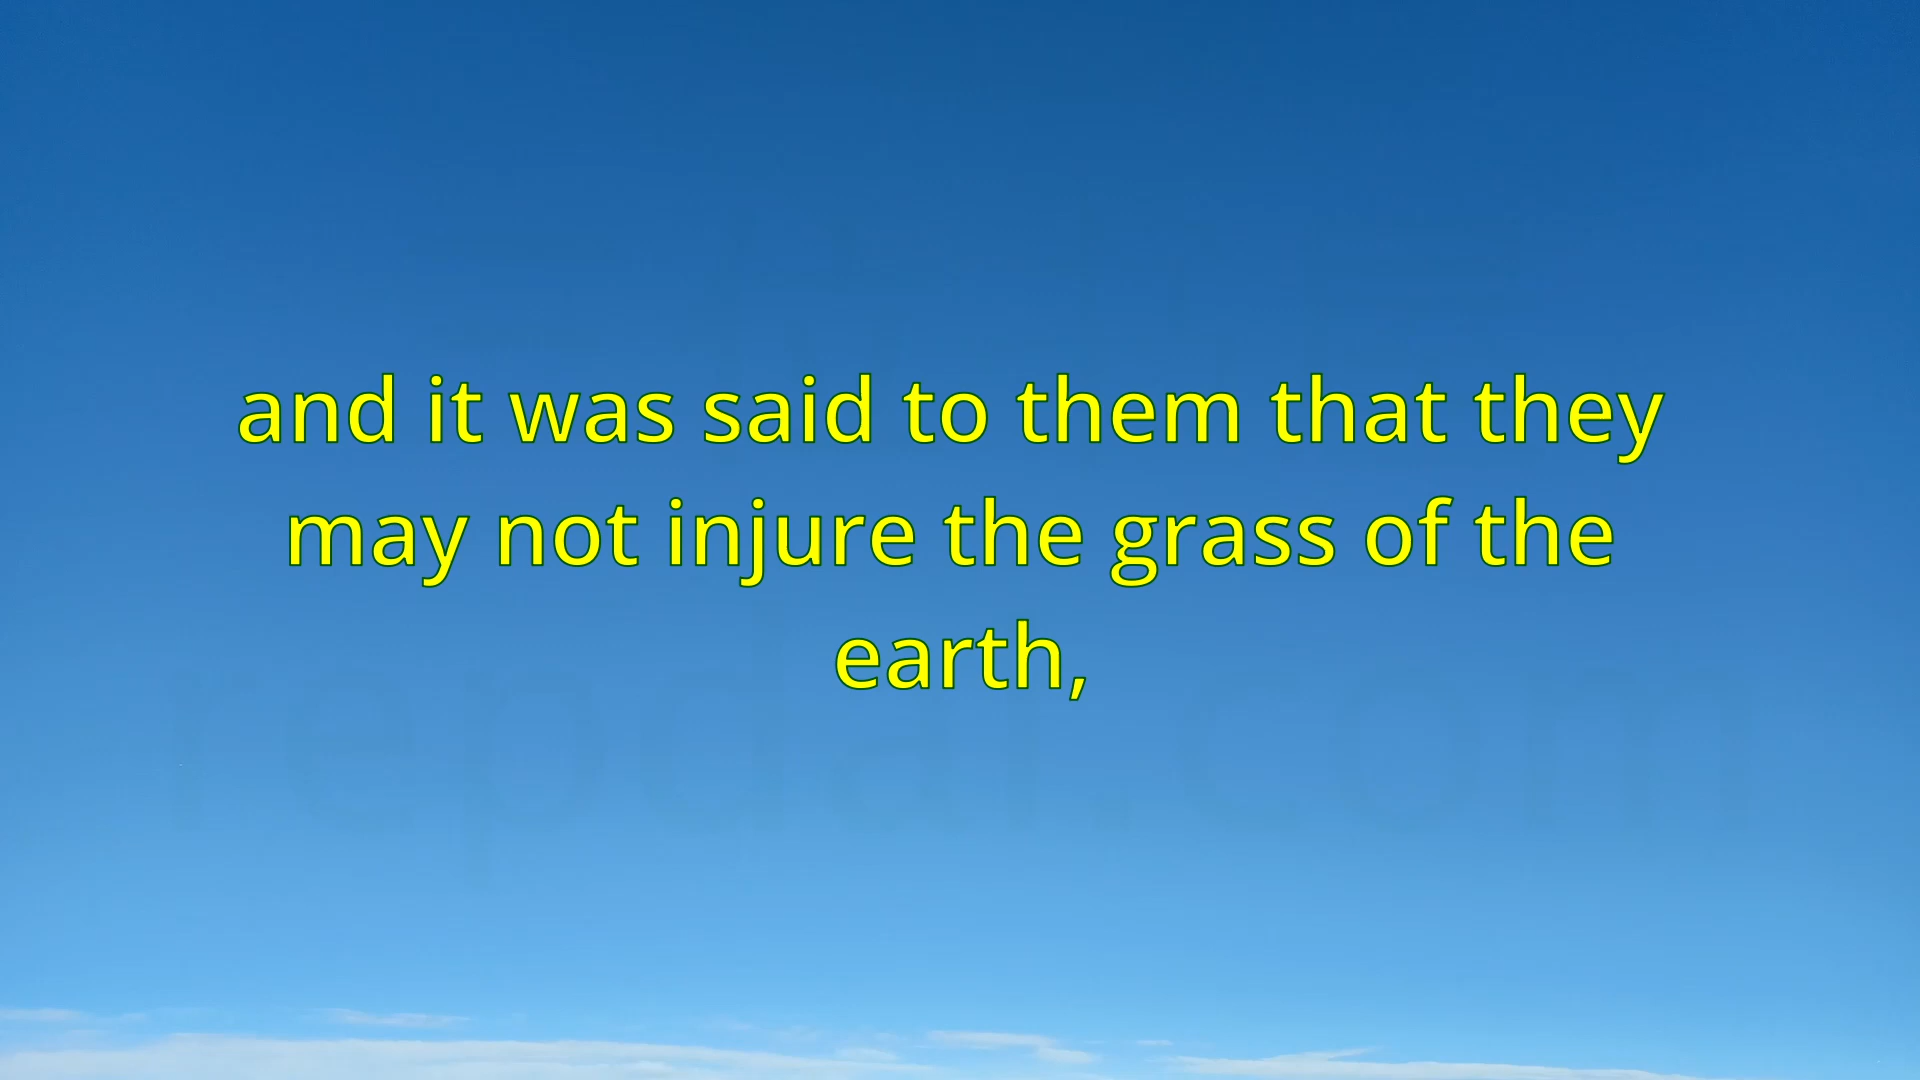 and it was said to them that they
may not injure the grass of the
earth,